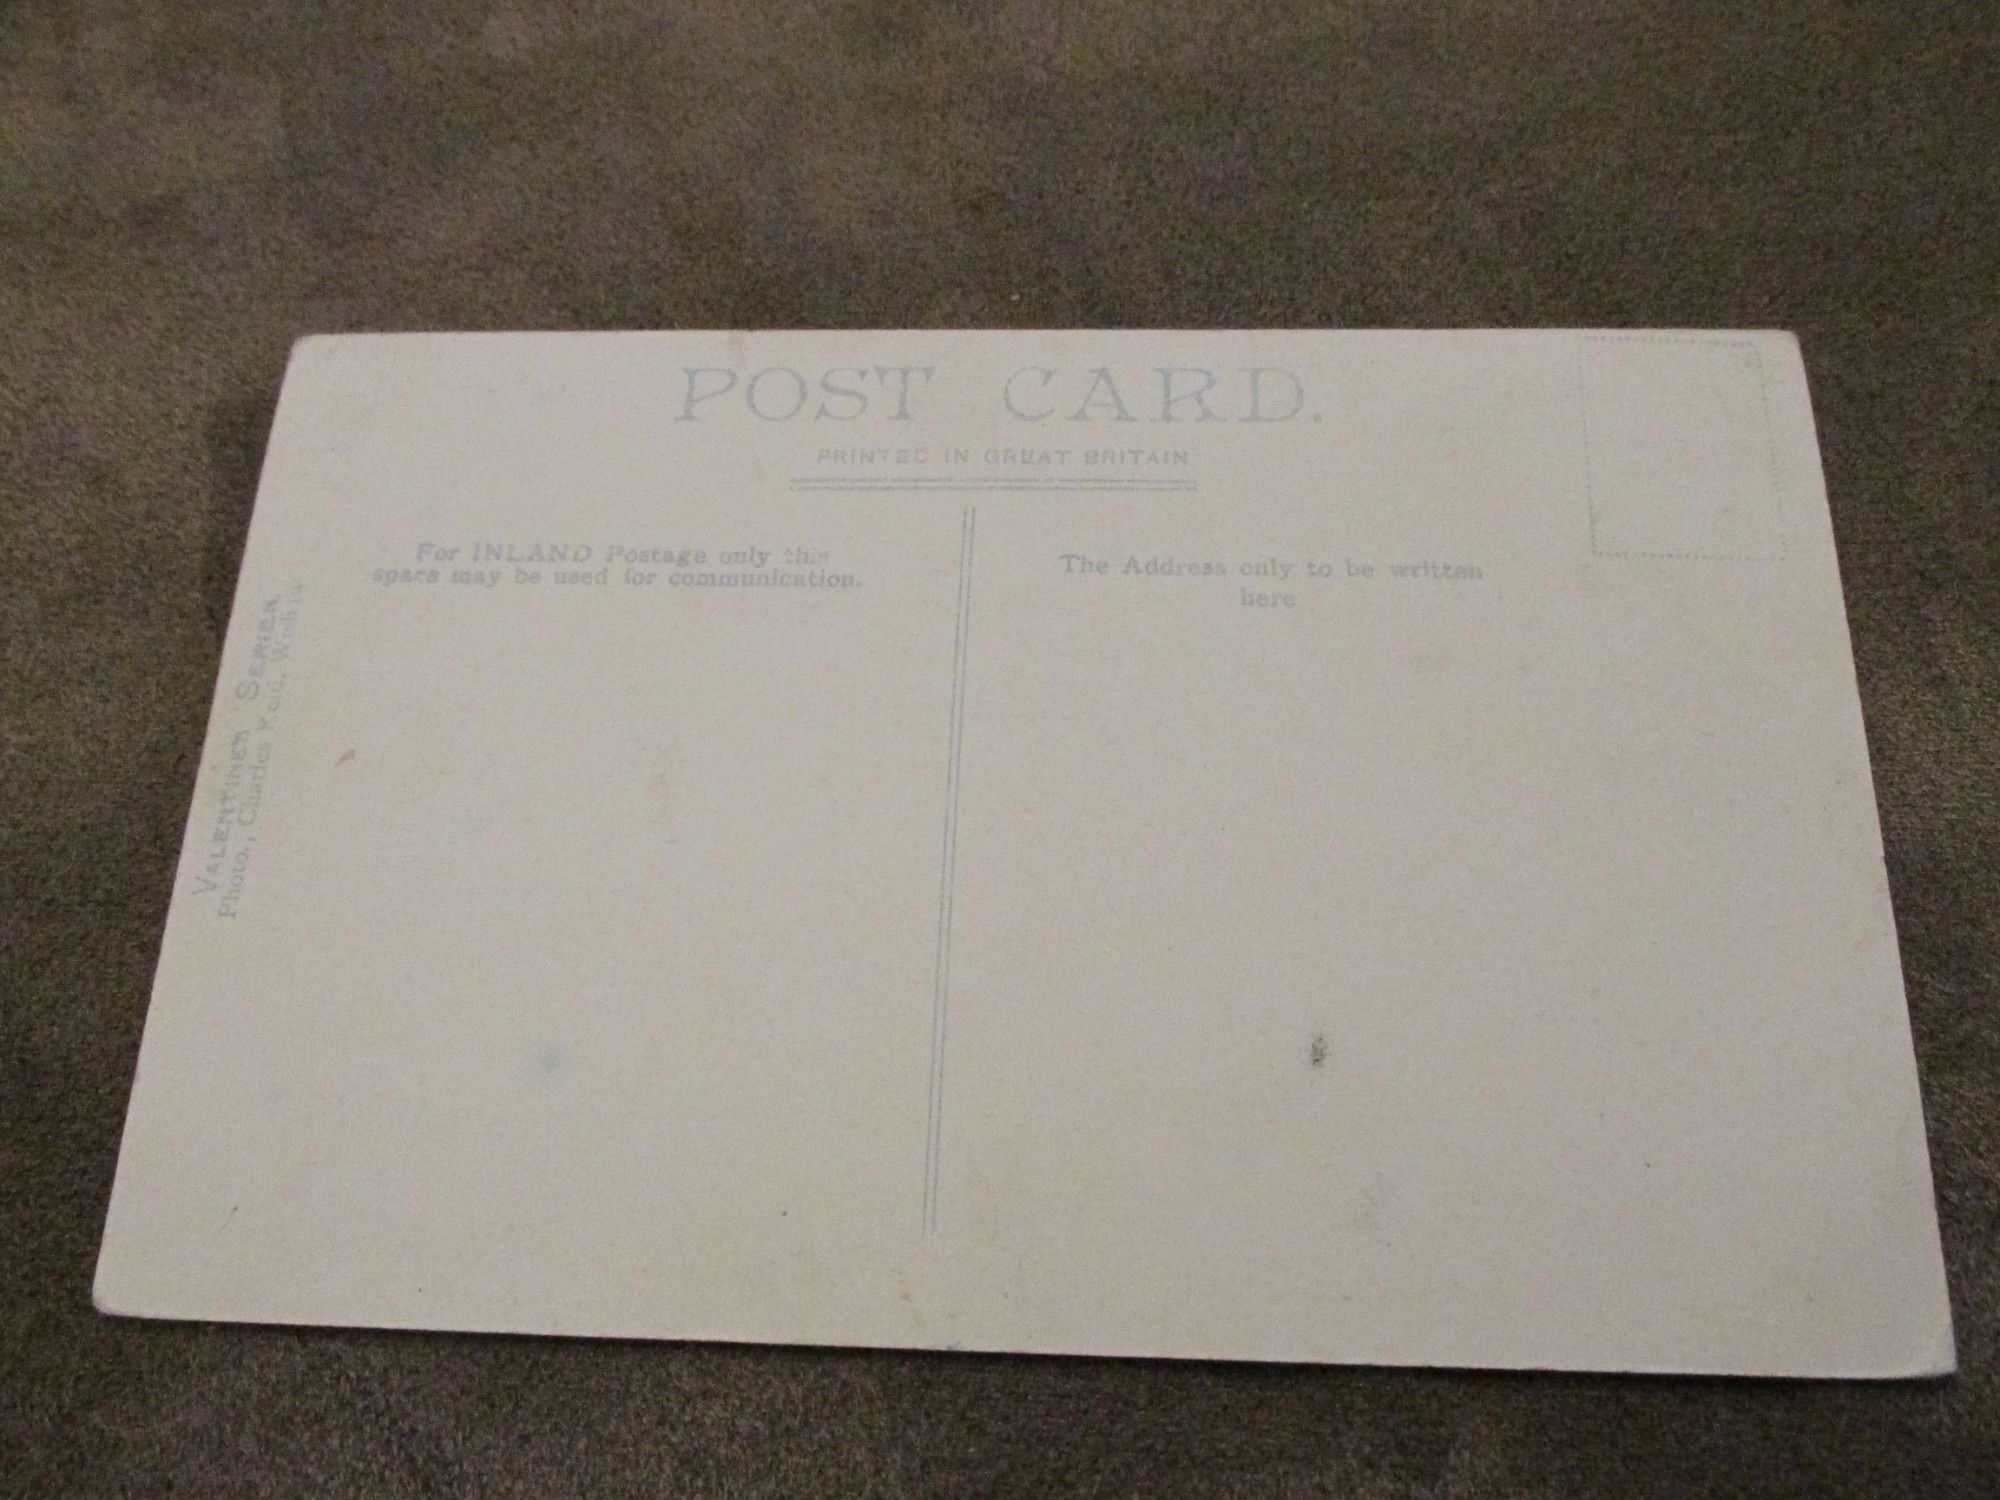 POST CARD.
PRINTED IN GREAT BRITAIN
For INLAND Postage only this
space may be used for communication.
The Address only to be written
here
VALENTINES SERIES
Photo., Charles Reid, Wishaw